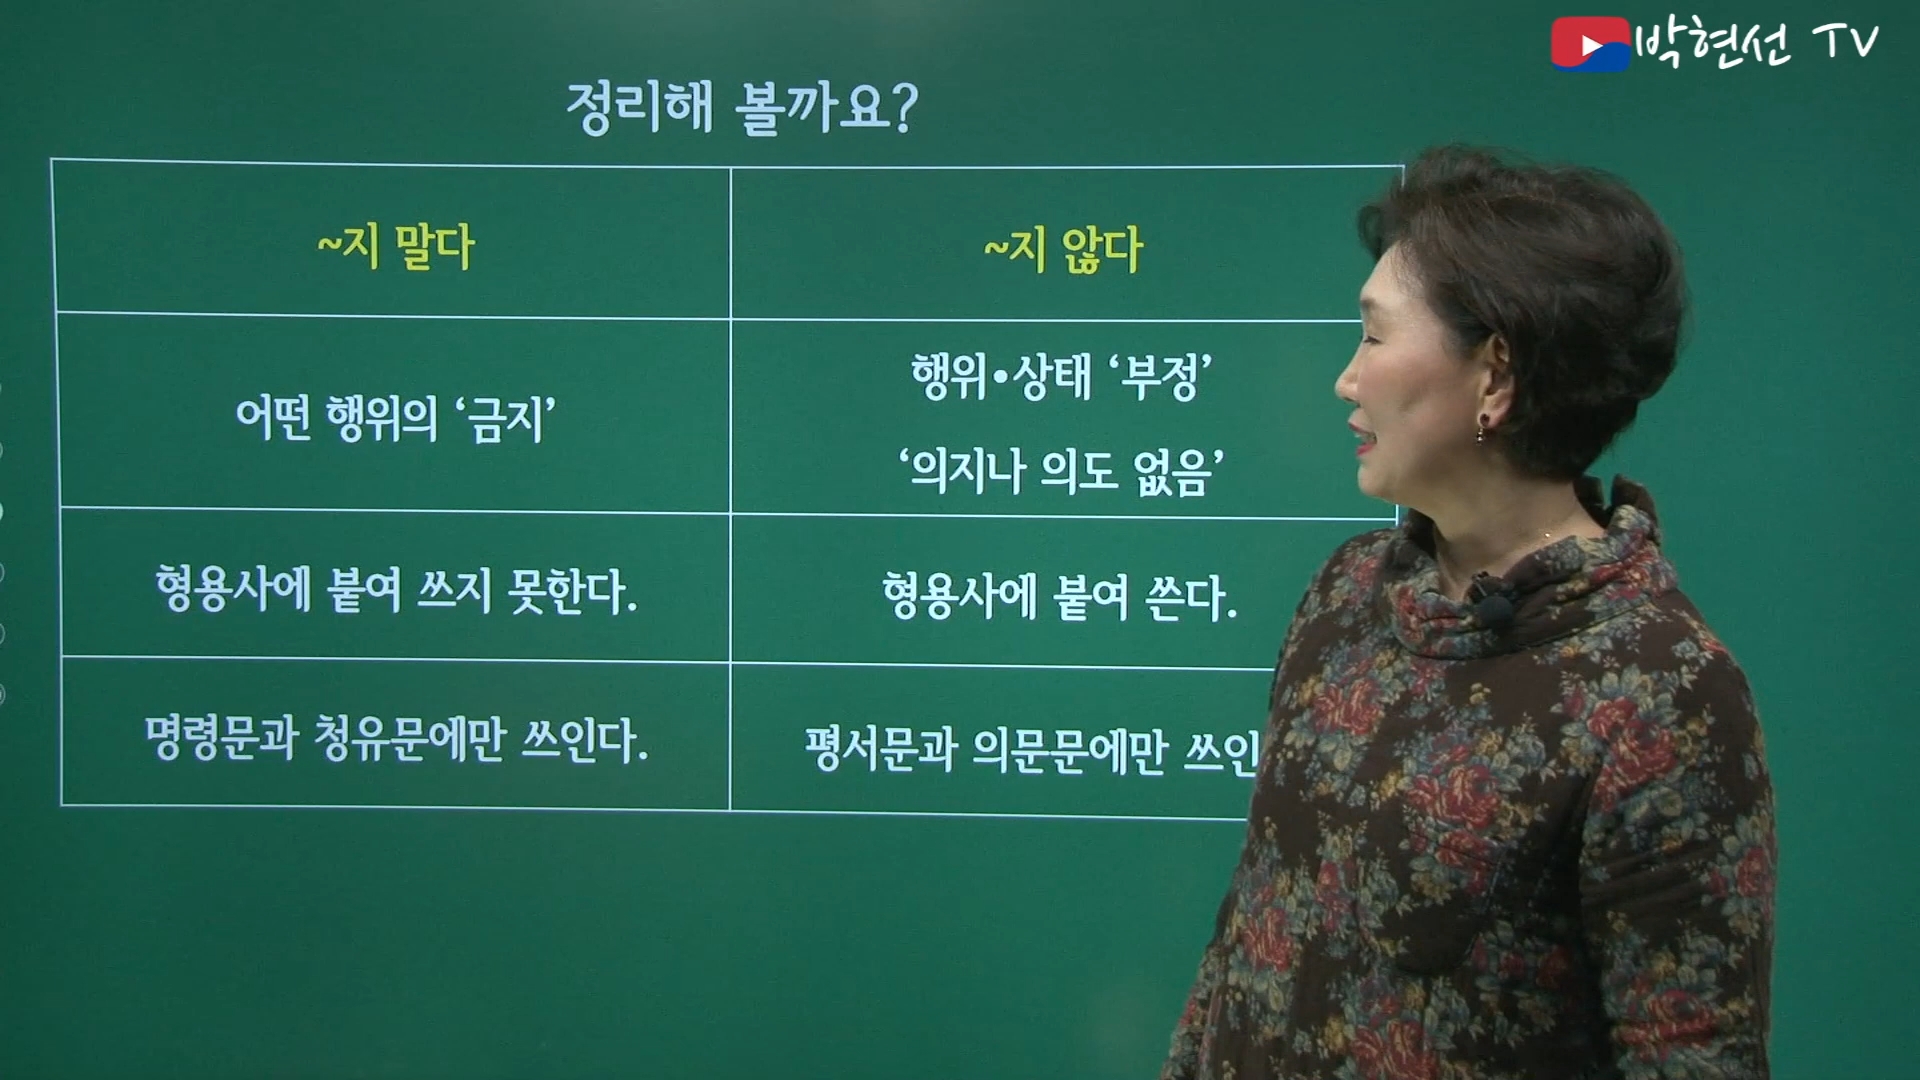 박현선 TV
정리해 볼까요?
~지 말다
~지 않다
어떤 행위의 ‘금지’
행위•상태 ‘부정’
‘의지나 의도 없음’
형용사에 붙여 쓰지 못한다.
형용사에 붙여 쓴다.
명령문과 청유문에만 쓰인다.
평서문과 의문문에만 쓰인